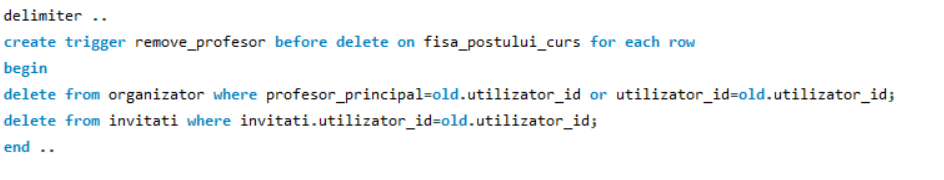 delimiter ..
create trigger remove_profesor before delete on fisa_postului_curs for each row
begin
delete from organizator where profesor_principal=old.utilizator_id or utilizator_id=old.utilizator_id;
delete from invitati where invitati.utilizator_id=old.utilizator_id;
end ..